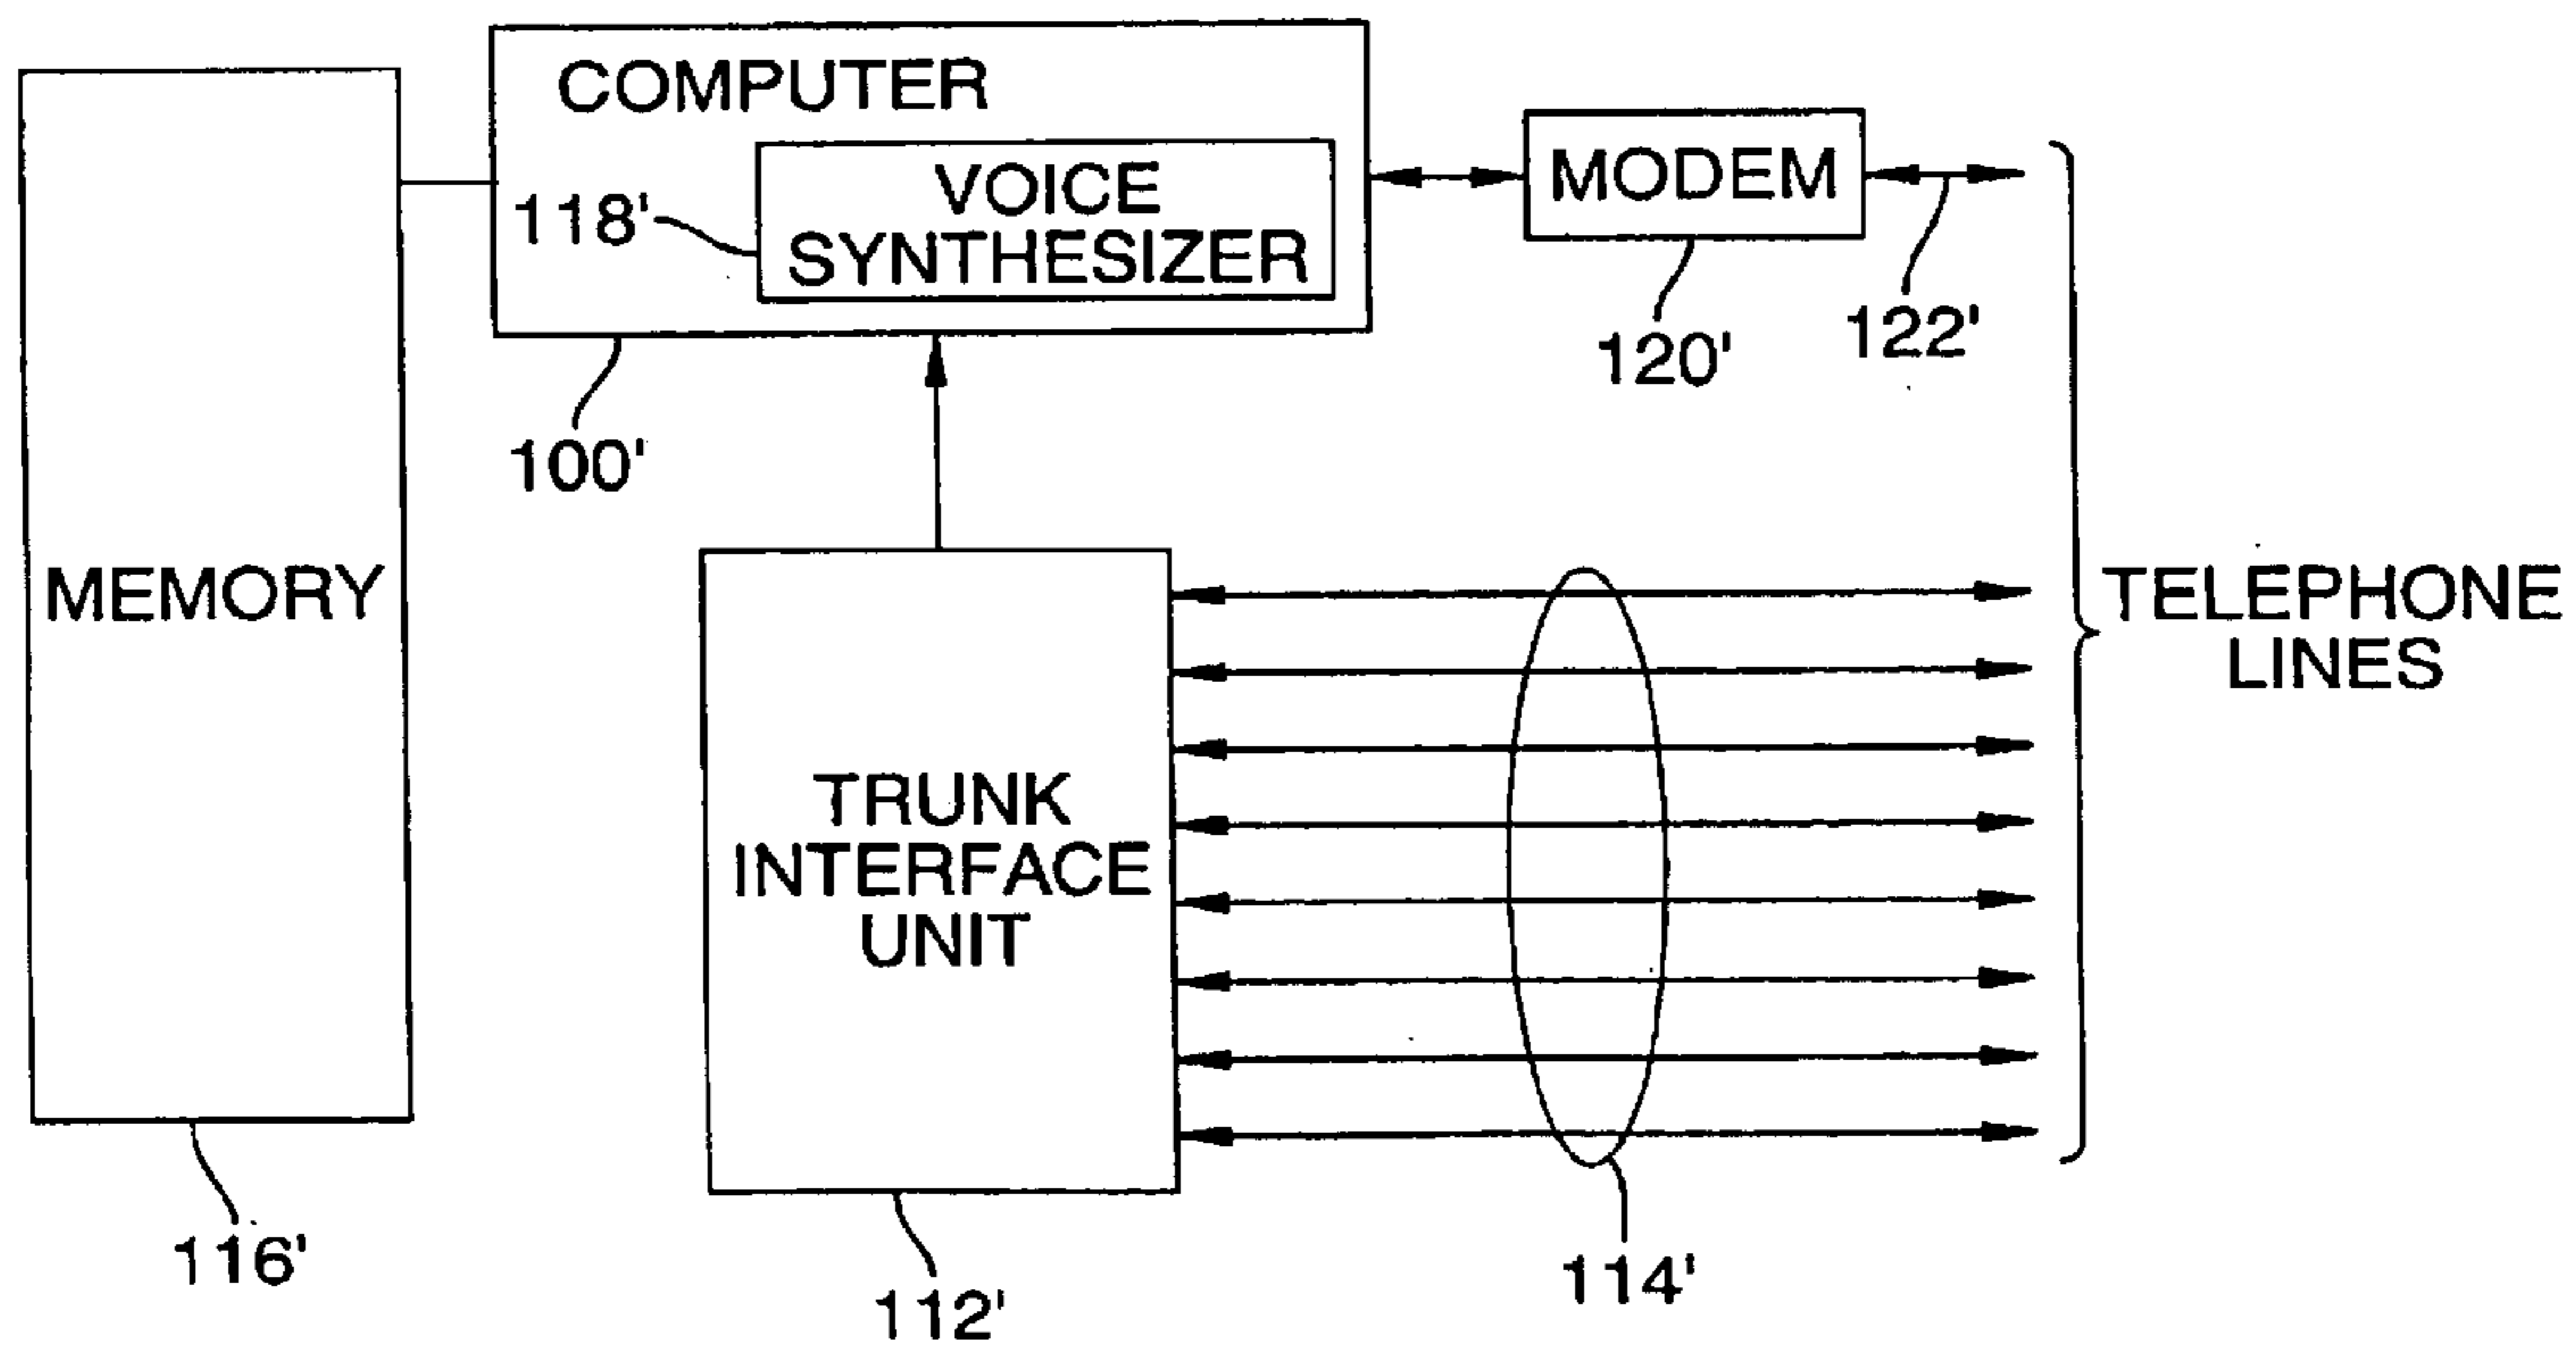 COMPUTER
VOICE
SYNTHESIZER
118'
MODEM
120'
122'
100'
MEMORY
TELEPHONE
LINES
TRUNK
INTERFACE
UNIT
116'
112'
114'